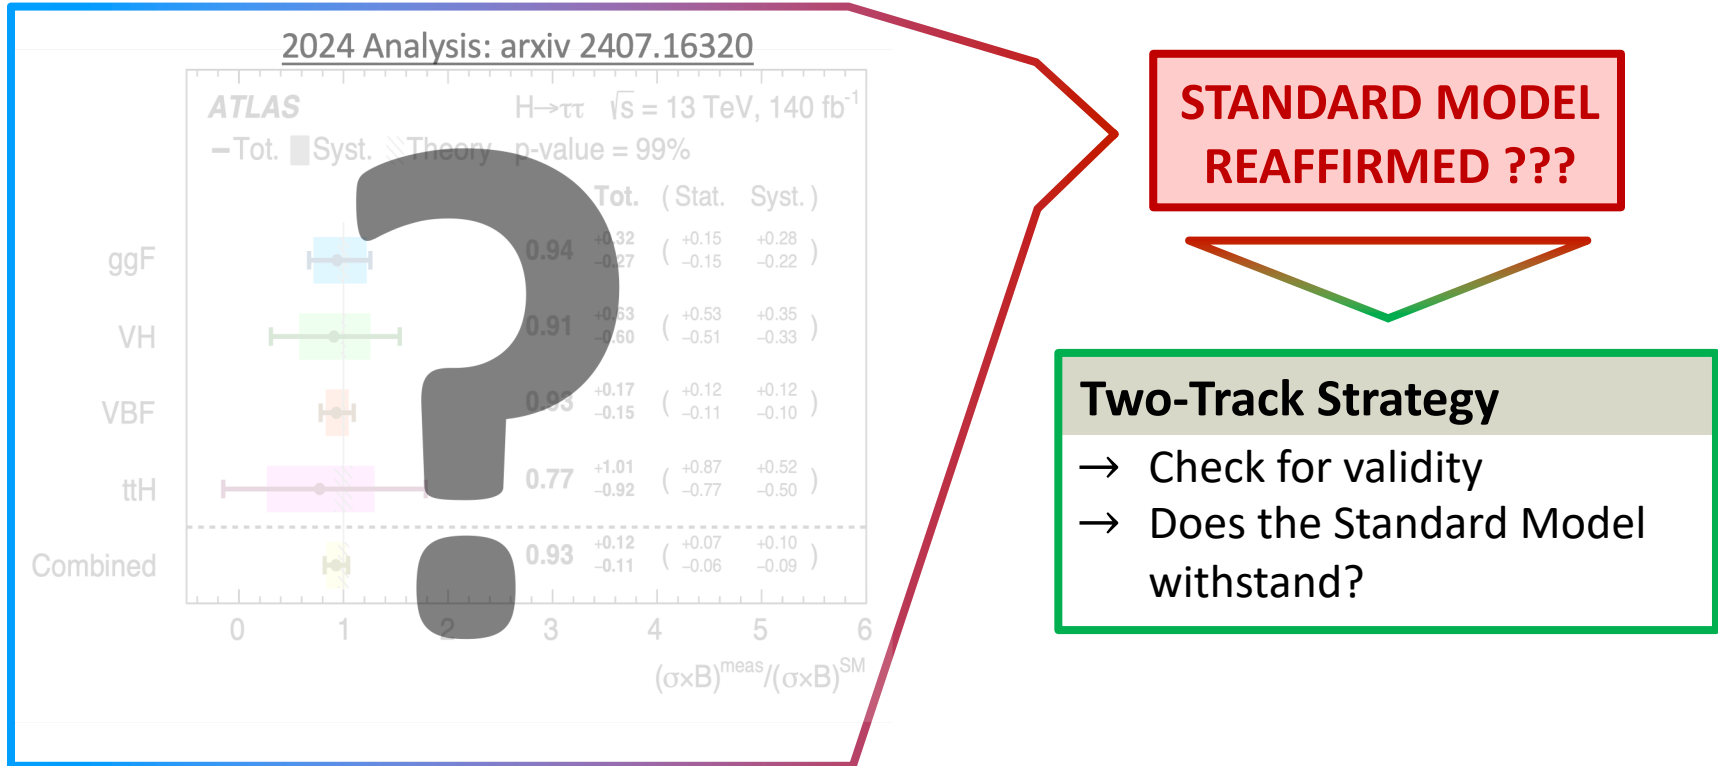 2024 Analysis: arxiv 2407.16320
ATLAS H→ττ √s = 13 TeV, 140 fb⁻¹
Tot. Syst. Theory p-value = 99%
Tot. ( Stat. Syst. )
ggF 0.94 +0.32 −0.27 ( +0.15 −0.15 +0.28 −0.22 )
VH 0.91 +0.63 −0.60 ( +0.53 −0.51 +0.35 −0.33 )
VBF 0.93 +0.17 −0.15 ( +0.12 −0.11 +0.12 −0.10 )
ttH 0.77 +1.01 −0.92 ( +0.87 −0.77 +0.52 −0.50 )
Combined 0.93 +0.12 −0.11 ( +0.07 −0.06 +0.10 −0.09 )
0 1 2 3 4 5 6
(σ×B)ᵐᵉᵃˢ/(σ×B)ˢᴹ
?
STANDARD MODEL
REAFFIRMED ???
Two-Track Strategy
→ Check for validity
→ Does the Standard Model
withstand?